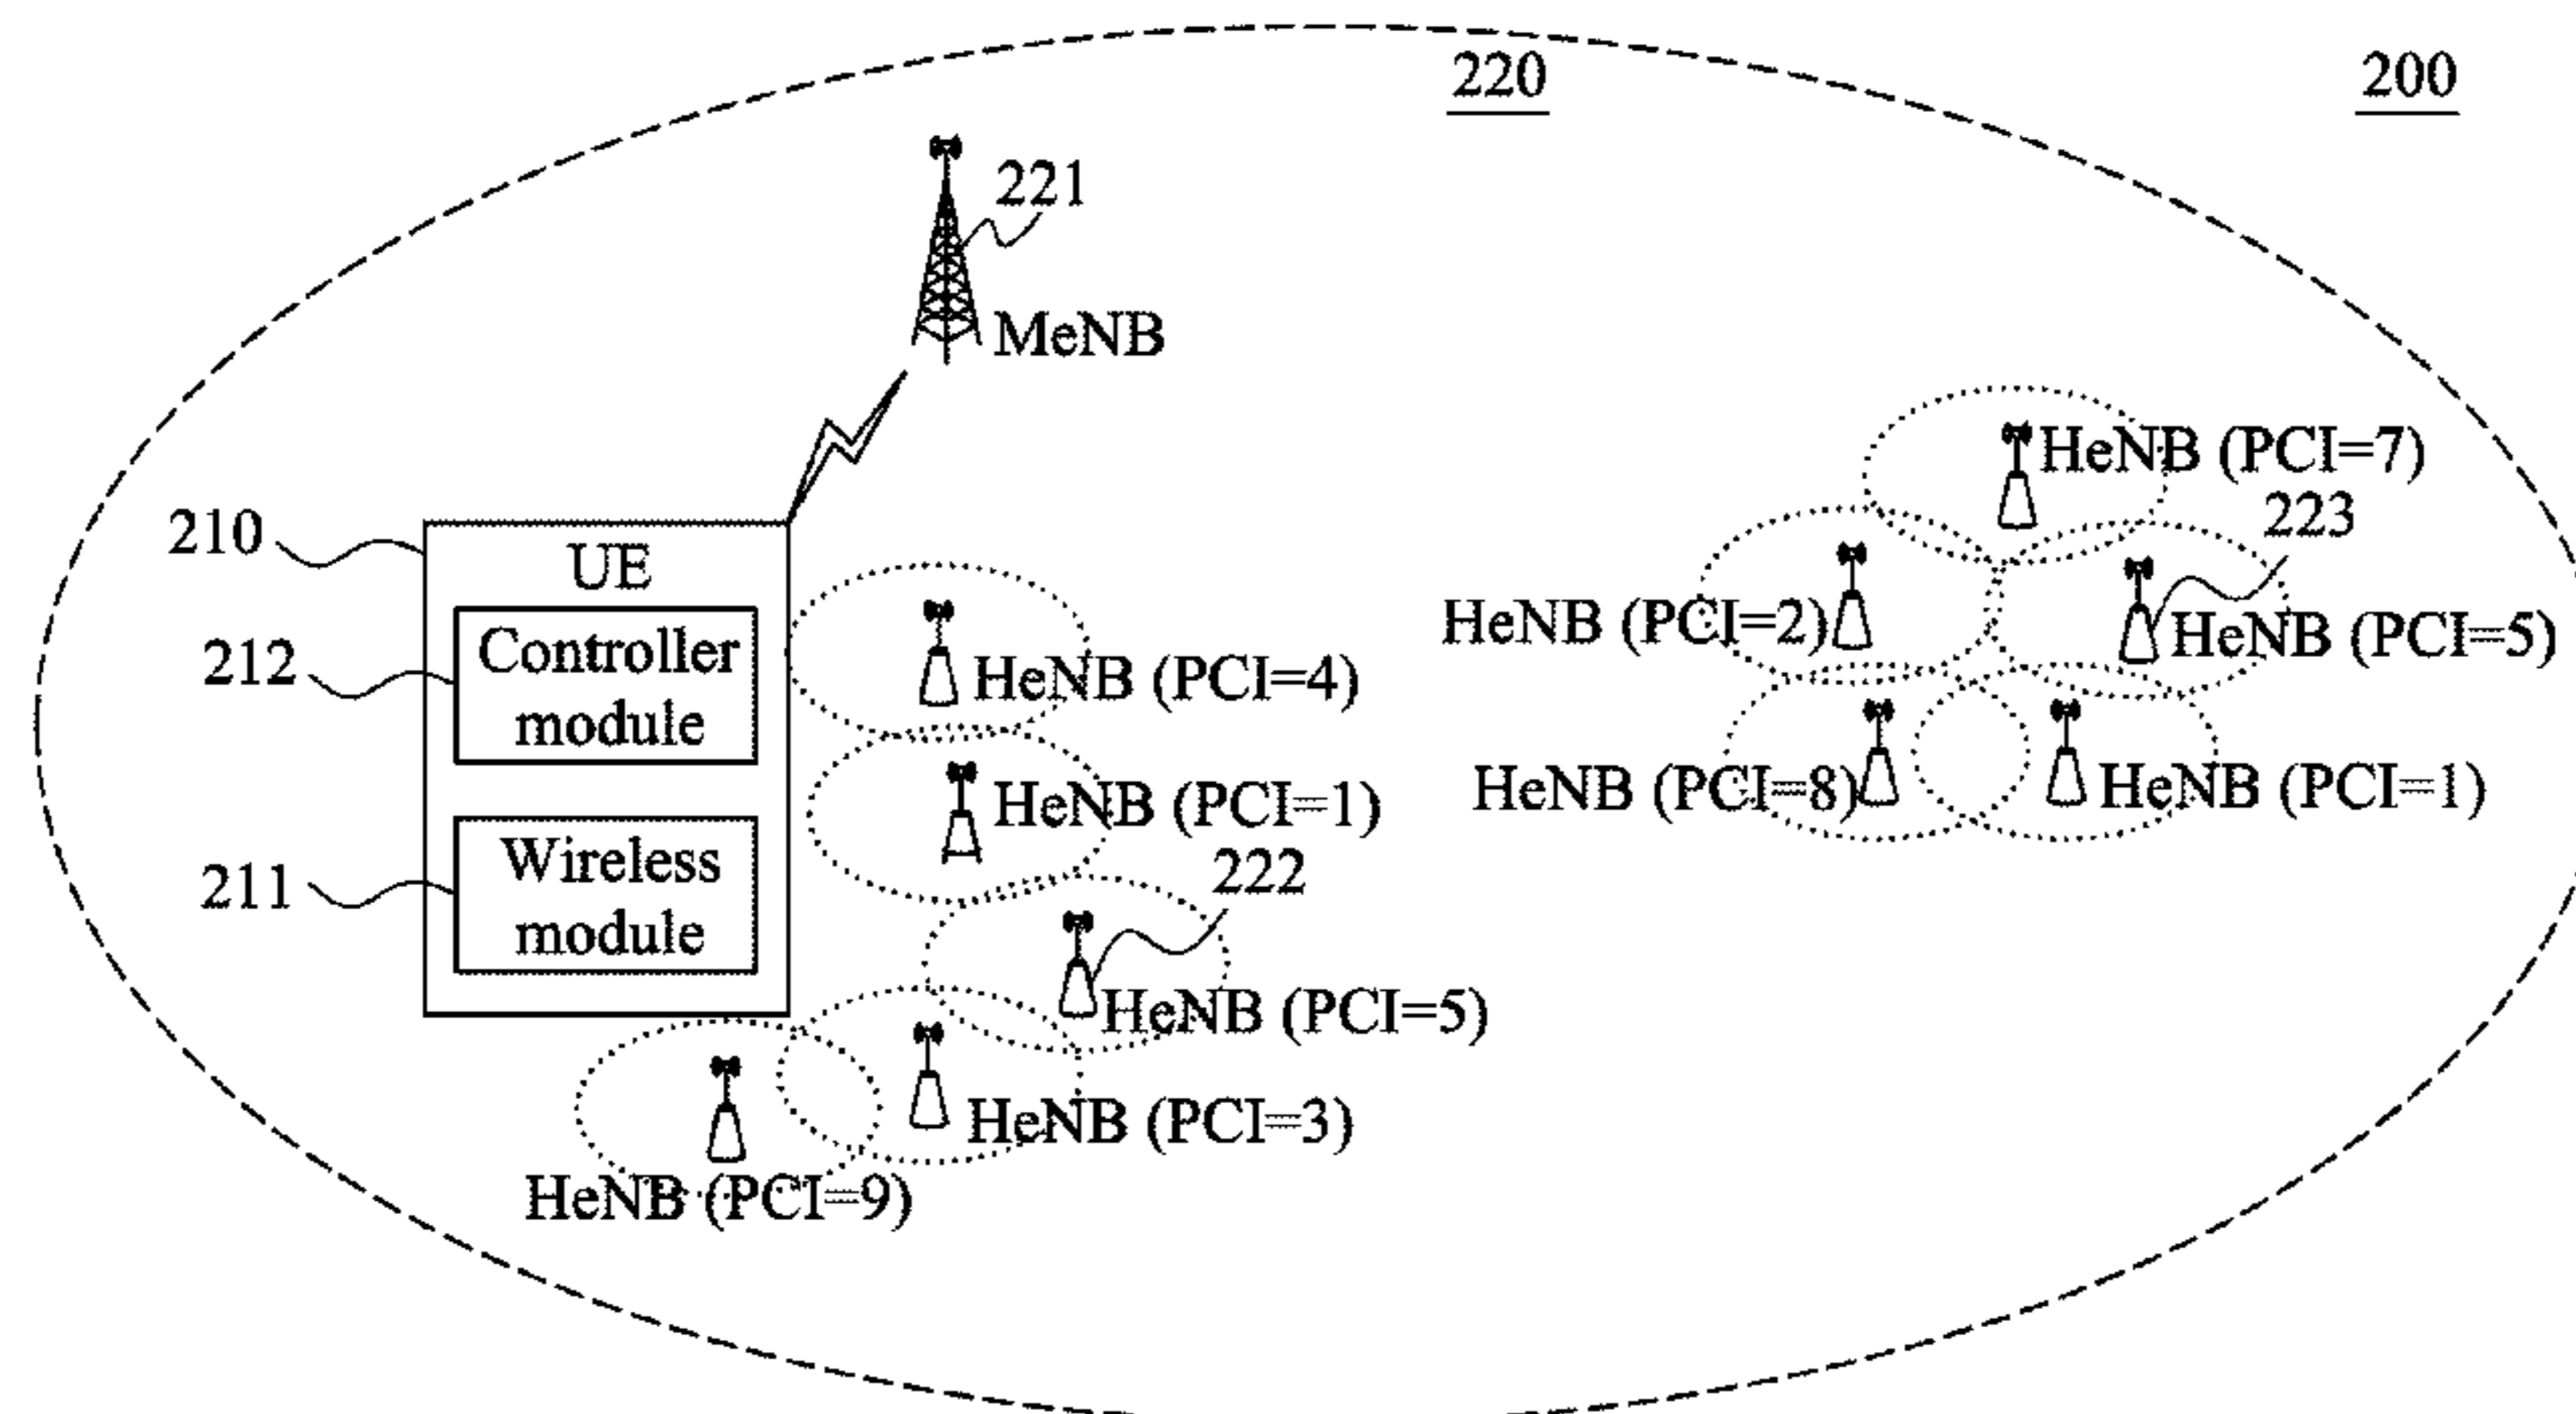 220
200
221
MeNB
HeNB (PCI=7)
223
210
UE
HeNB (PCI=2)
HeNB (PCI=5)
212
Controller
module
HeNB (PCI=4)
HeNB (PCI=8)
HeNB (PCI=1)
HeNB (PCI=1)
222
211
Wireless
module
HeNB (PCI=5)
HeNB (PCI=3)
HeNB (PCI=9)